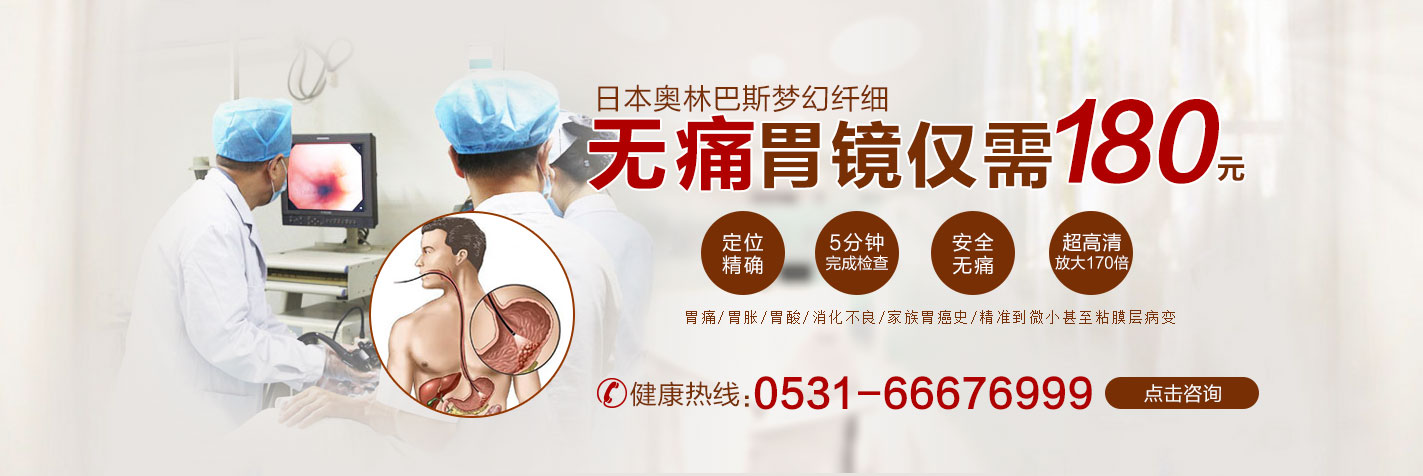 日本奥林巴斯梦幻纤细
无痛胃镜仅需180元
定位
精确
5分钟
完成检查
安全
无痛
超高清
放大170倍
胃痛/胃胀/胃酸/消化不良/家族胃癌史/精准到微小甚至粘膜层病变
健康热线:0531-66676999
点击咨询